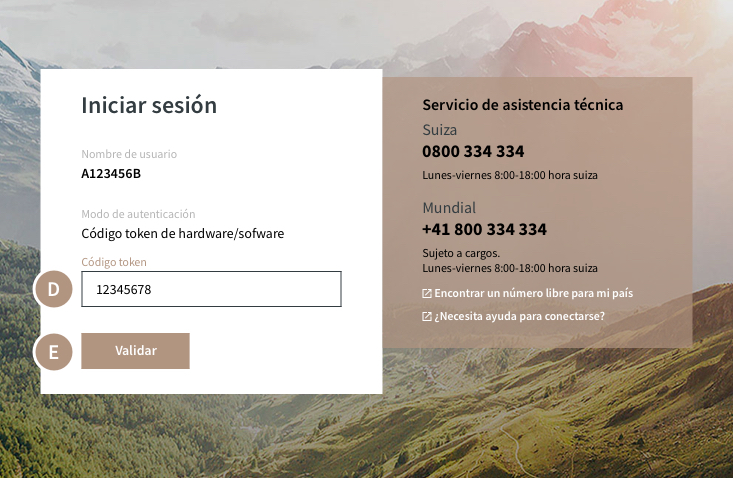 Iniciar sesión
Nombre de usuario
A123456B
Modo de autenticación
Código token de hardware/sofware
Código token
D
12345678
E
Validar
Servicio de asistencia técnica
Suiza
0800 334 334
Lunes-viernes 8:00-18:00 hora suiza
Mundial
+41 800 334 334
Sujeto a cargos.
Lunes-viernes 8:00-18:00 hora suiza
Encontrar un número libre para mi país
¿Necesita ayuda para conectarse?